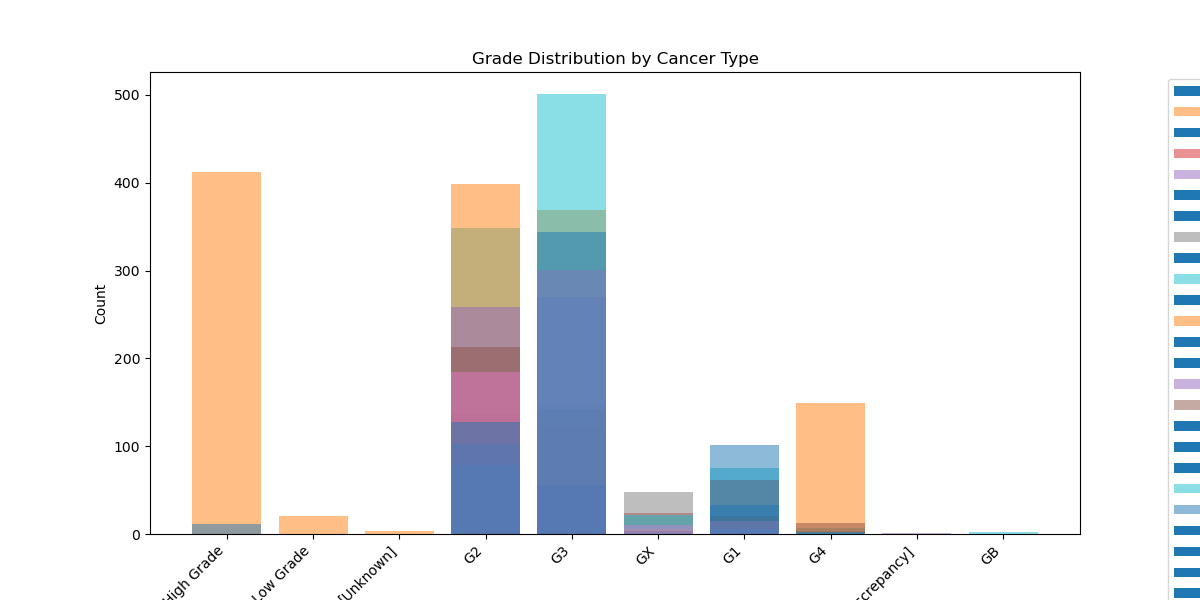 Grade Distribution by Cancer Type
500
400
300
200
100
0
Count
High Grade
Low Grade
[Unknown]
G2
G3
GX
G1
G4
screpancy]
GB